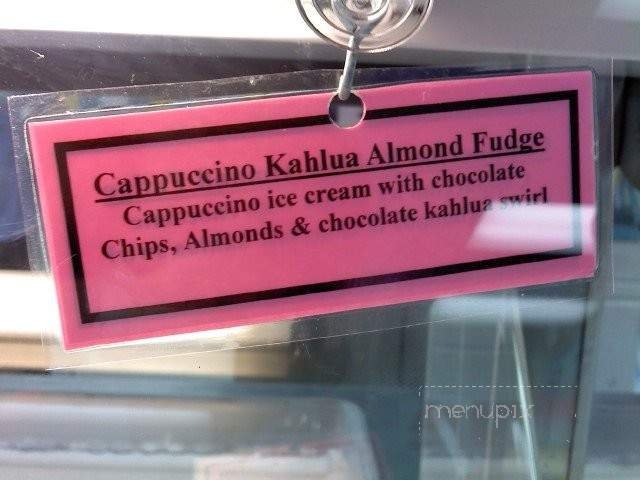 Cappuccino Kahlua Almond Fudge
Cappuccino ice cream with chocolate
Chips, Almonds & chocolate kahlua swirl
menupix